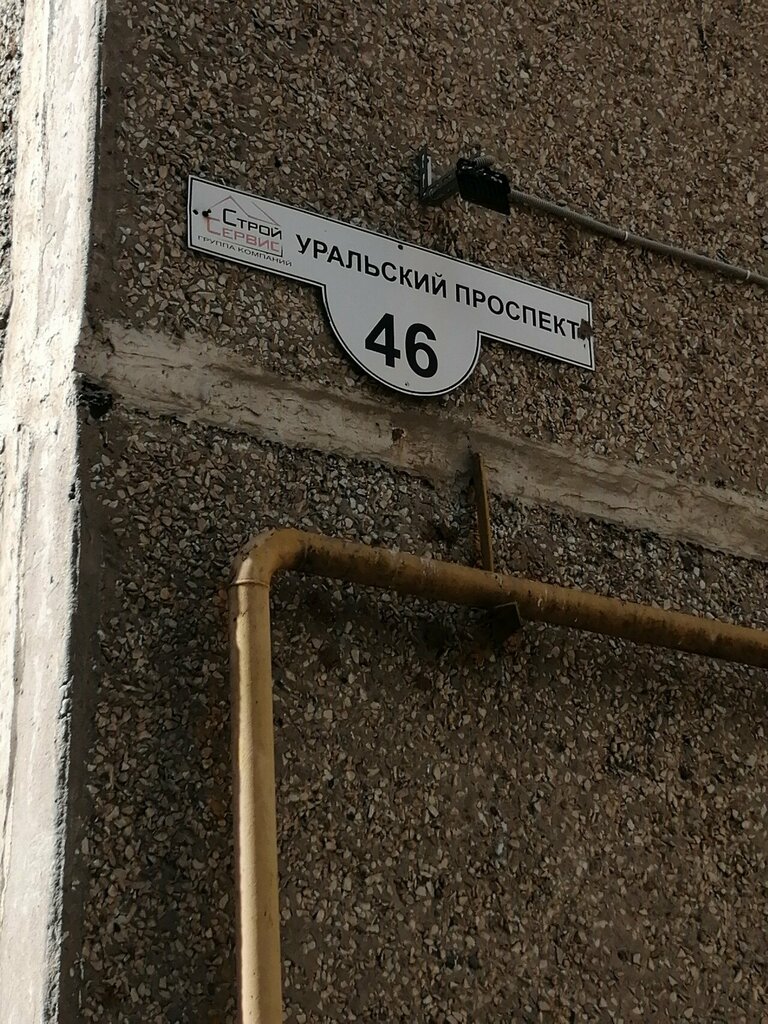 Строй
Сервис
ГРУППА КОМПАНИЙ
УРАЛЬСКИЙ ПРОСПЕКТ
46